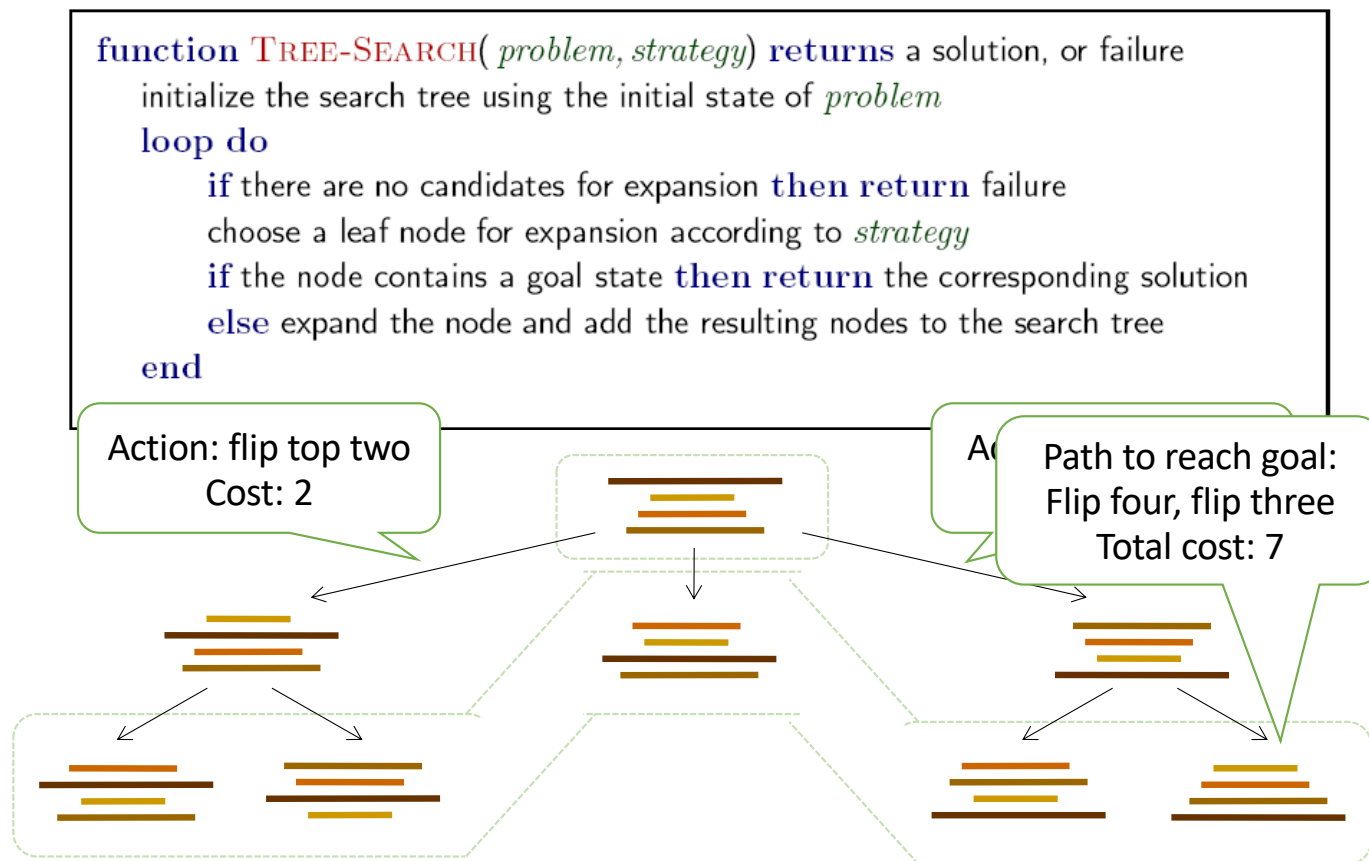 function TREE-SEARCH( problem, strategy) returns a solution, or failure
initialize the search tree using the initial state of problem
loop do
if there are no candidates for expansion then return failure
choose a leaf node for expansion according to strategy
if the node contains a goal state then return the corresponding solution
else expand the node and add the resulting nodes to the search tree
end
Action: flip top two
Cost: 2
Path to reach goal:
Flip four, flip three
Total cost: 7